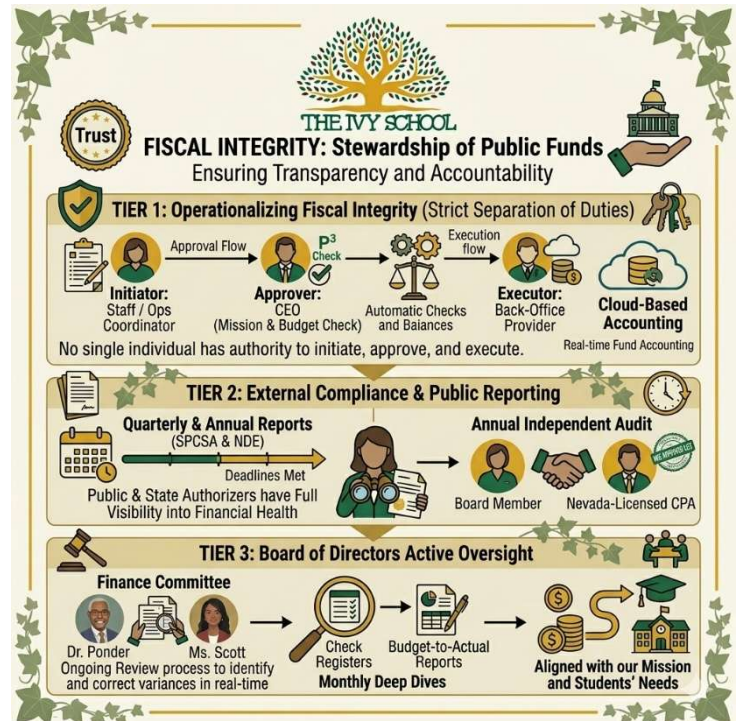 THE IVY SCHOOL
Trust
FISCAL INTEGRITY: Stewardship of Public Funds
Ensuring Transparency and Accountability
TIER 1: Operationalizing Fiscal Integrity (Strict Separation of Duties)
Approval Flow
P³
Check
Execution
flow
Initiator:
Staff / Ops
Coordinator
Approver:
CEO
(Mission & Budget Check)
Automatic Checks
and Baiances
Executor:
Back-Office
Provider
Cloud-Based
Accounting
Real-time Fund Accounting
No single individual has authority to initiate, approve, and execute.
TIER 2: External Compliance & Public Reporting
Quarterly & Annual Reports
(SPCSA & NDE)
Deadlines Met
Public & State Authorizers have Full
Visibility into Financial Health
Annual Independent Audit
Board Member
Nevada-Licensed CPA
TIER 3: Board of Directors Active Oversight
Finance Committee
Dr. Ponder
Ms. Scott
Ongoing Review process to identify
and correct variances in real-time
Check
Registers
Budget-to-Actual
Reports
Monthly Deep Dives
Aligned with our Mission
and Students' Needs